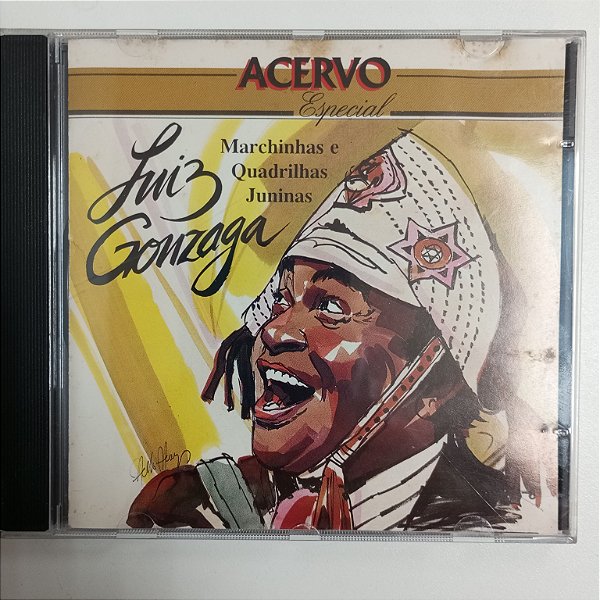 ACERVO
Especial
Marchinhas e
Quadrilhas
Juninas
Luiz
Gonzaga